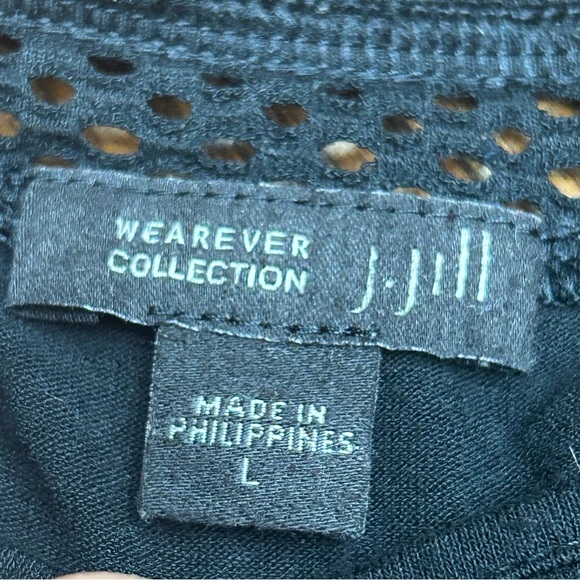 WEAREVER
COLLECTION
J.Jill
MADE IN
PHILIPPINES
L